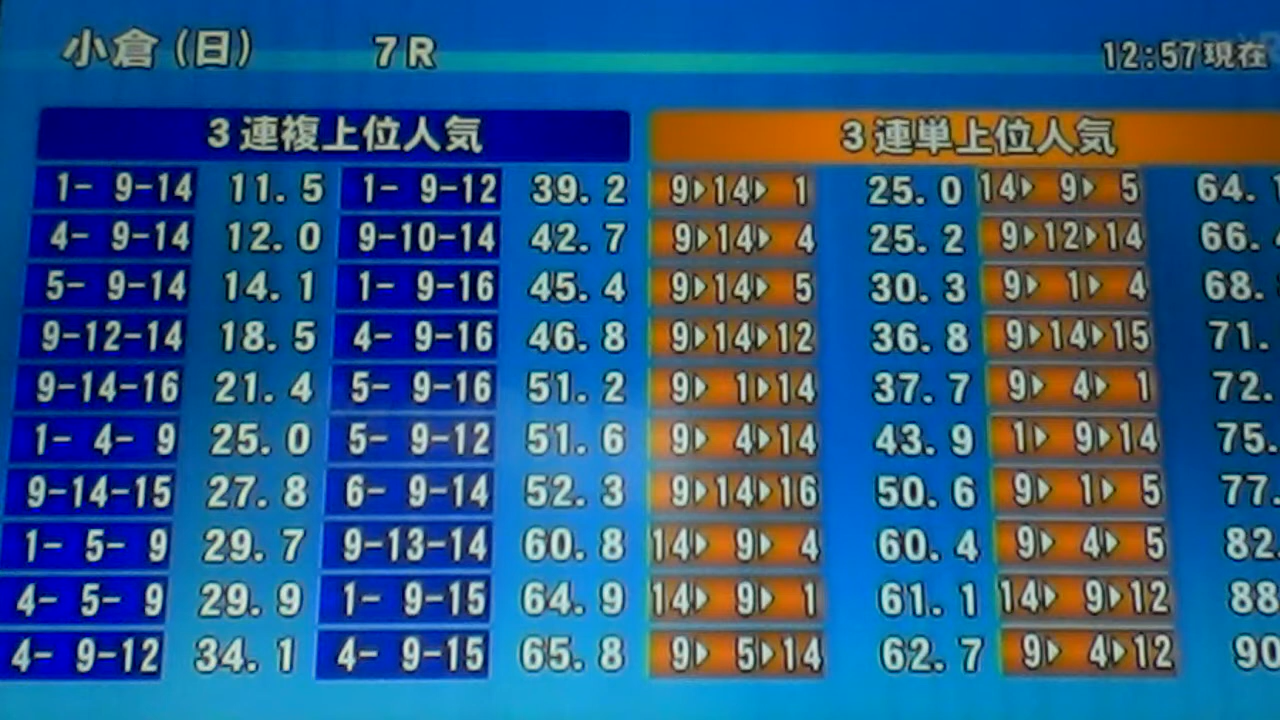 小倉(日) 7R 12:57現在
3連複上位人気 3連単上位人気
1- 9-14 11.5 1- 9-12 39.2 9▶14▶ 1 25.0 14▶ 9▶ 5 64.
4- 9-14 12.0 9-10-14 42.7 9▶14▶ 4 25.2 9▶12▶14 66.
5- 9-14 14.1 1- 9-16 45.4 9▶14▶ 5 30.3 9▶ 1▶ 4 68.
9-12-14 18.5 4- 9-16 46.8 9▶14▶12 36.8 9▶14▶15 71.
9-14-16 21.4 5- 9-16 51.2 9▶ 1▶14 37.7 9▶ 4▶ 1 72.
1- 4- 9 25.0 5- 9-12 51.6 9▶ 4▶14 43.9 1▶ 9▶14 75.
9-14-15 27.8 6- 9-14 52.3 9▶14▶16 50.6 9▶ 1▶ 5 77.
1- 5- 9 29.7 9-13-14 60.8 14▶ 9▶ 4 60.4 9▶ 4▶ 5 82.
4- 5- 9 29.9 1- 9-15 64.9 14▶ 9▶ 1 61.1 14▶ 9▶12 88
4- 9-12 34.1 4- 9-15 65.8 9▶ 5▶14 62.7 9▶ 4▶12 90